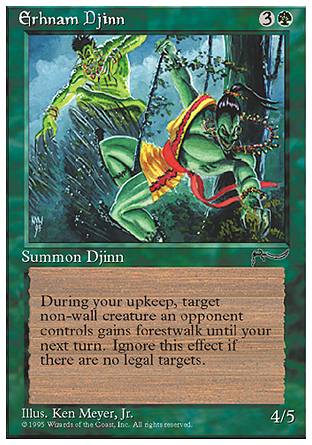 Erhnam Djinn 3
Summon Djinn
During your upkeep, target
non-wall creature an opponent
controls gains forestwalk until your
next turn. Ignore this effect if
there are no legal targets.
Illus. Ken Meyer, Jr. 4/5
©1995 Wizards of the Coast, Inc. All rights reserved.